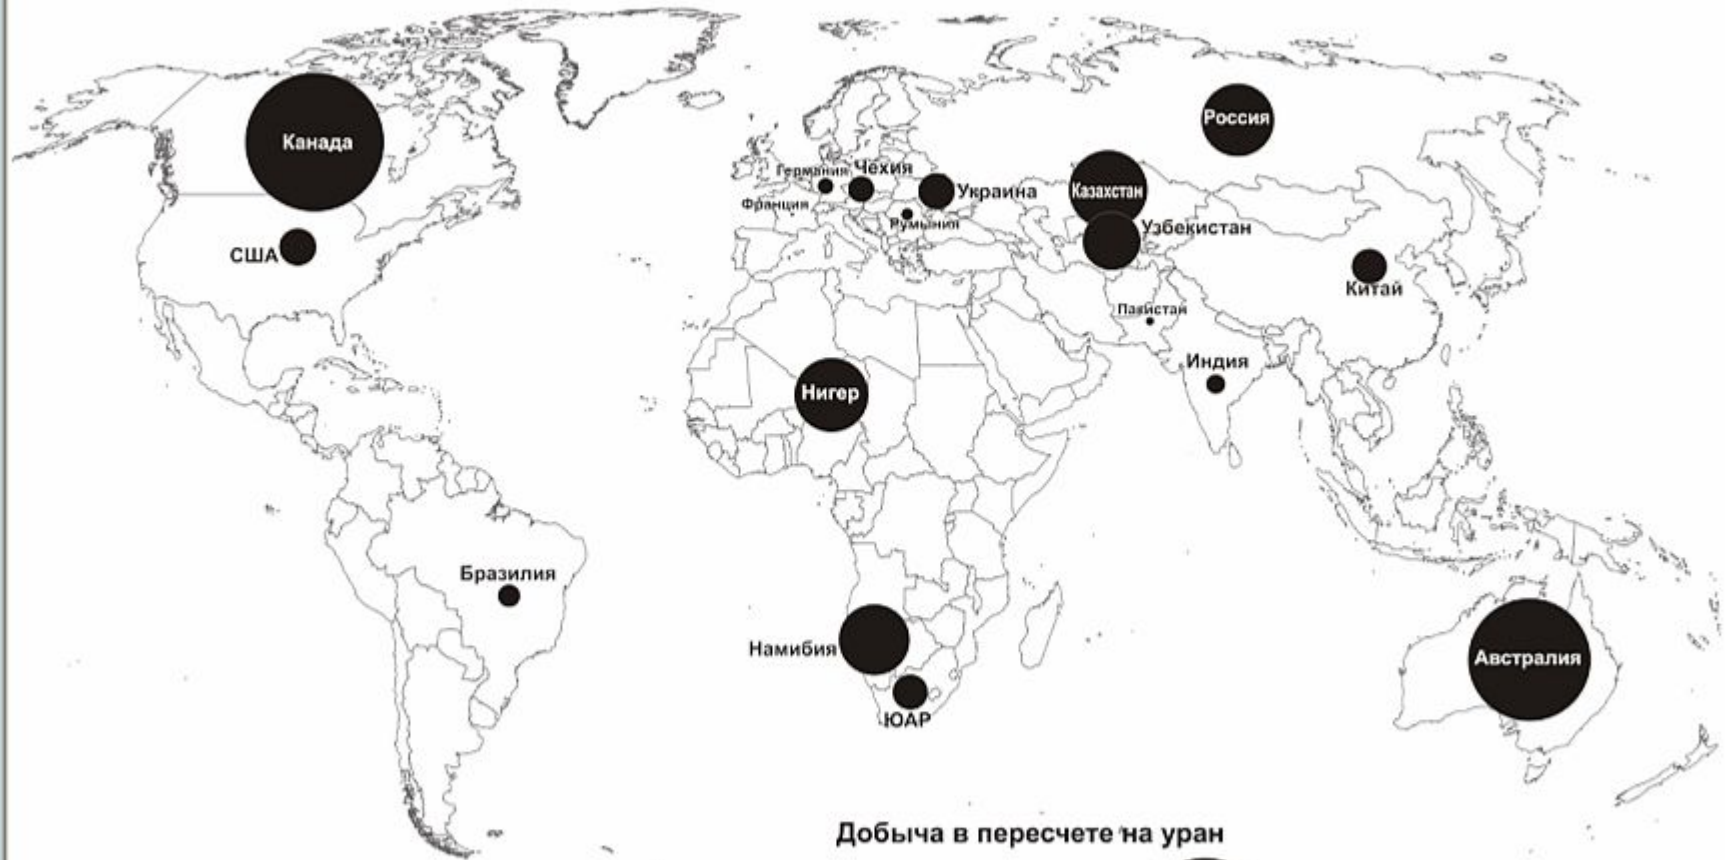 Канада
Россия
Германия
Чехия
Украина
Казахстан
Франция
Румыния
Узбекистан
США
Китай
Пакистан
Индия
Нигер
Бразилия
Намибия
Австралия
ЮАР
Добыча в пересчете на уран